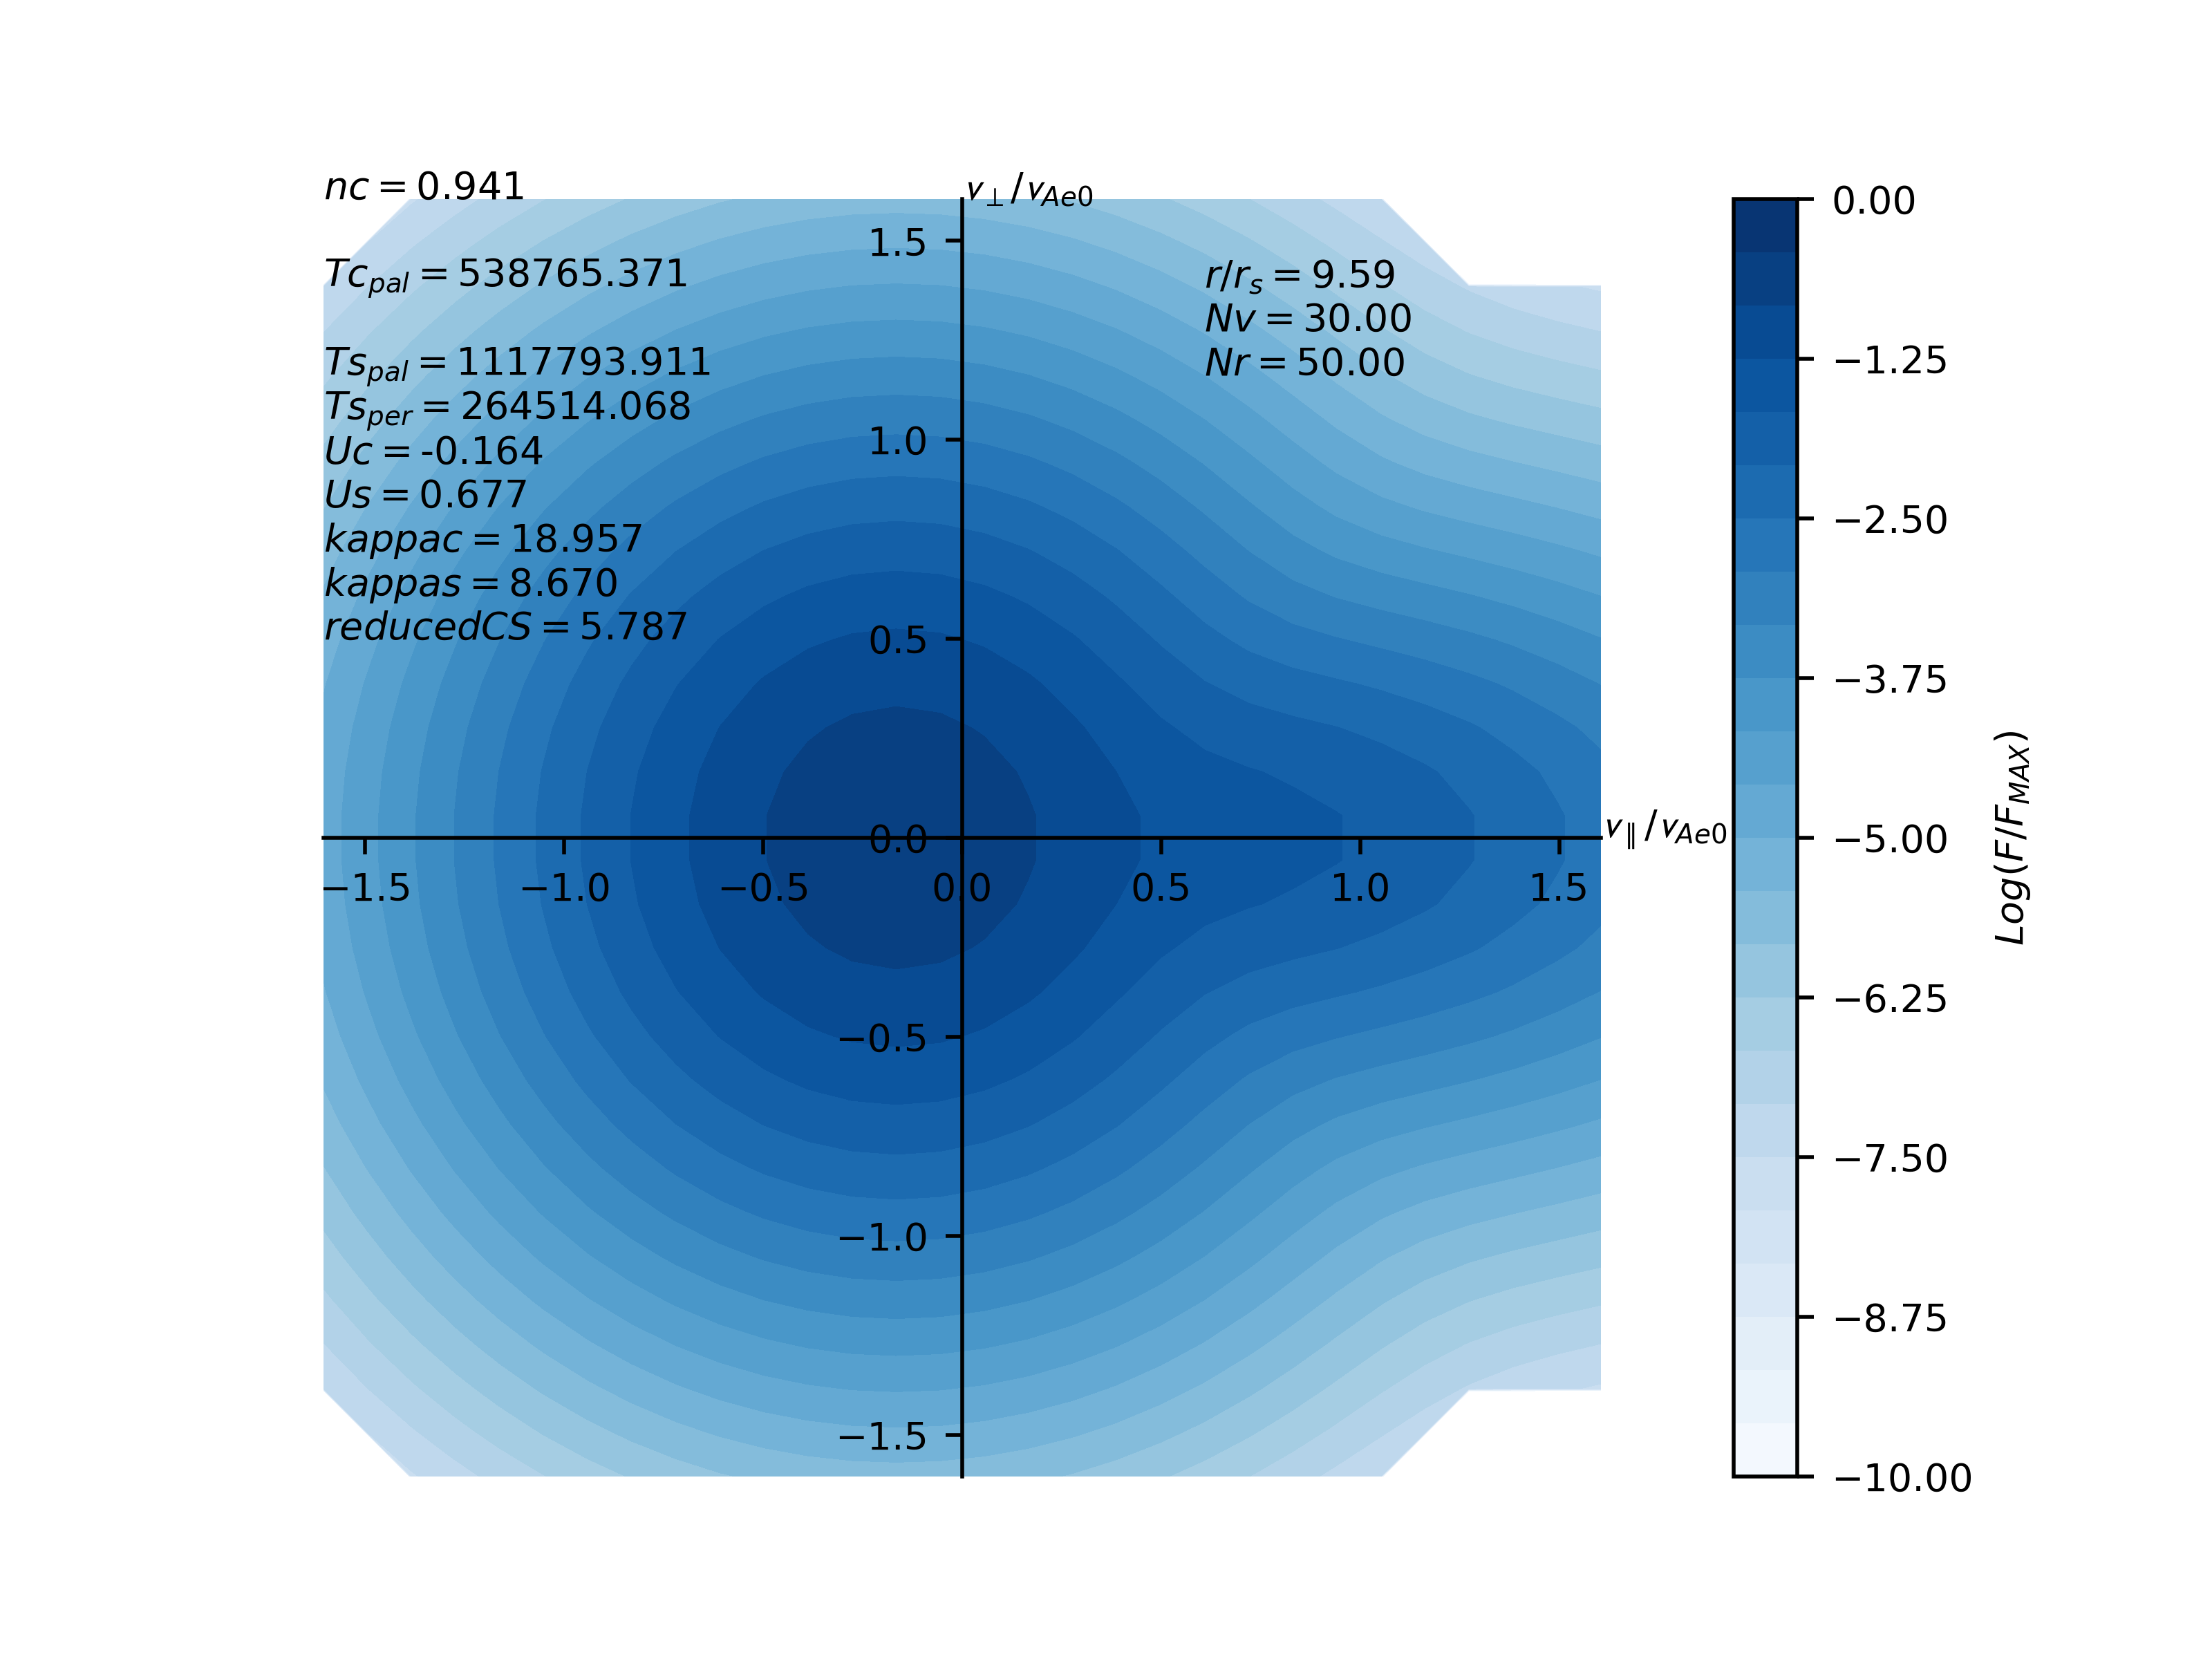 nc = 0.941
v⊥/vAe0
Tcpal = 538765.371
Tspal = 1117793.911
Tsper = 264514.068
Uc = -0.164
Us = 0.677
kappac = 18.957
kappas = 8.670
reducedCS = 5.787
r/rs = 9.59
Nv = 30.00
Nr = 50.00
1.5
1.0
0.5
0.0
−0.5
−1.0
−1.5
−1.5
−1.0
−0.5
0.0
0.5
1.0
1.5
v∥/vAe0
0.00
−1.25
−2.50
−3.75
−5.00
−6.25
−7.50
−8.75
−10.00
Log(F/FMAX)